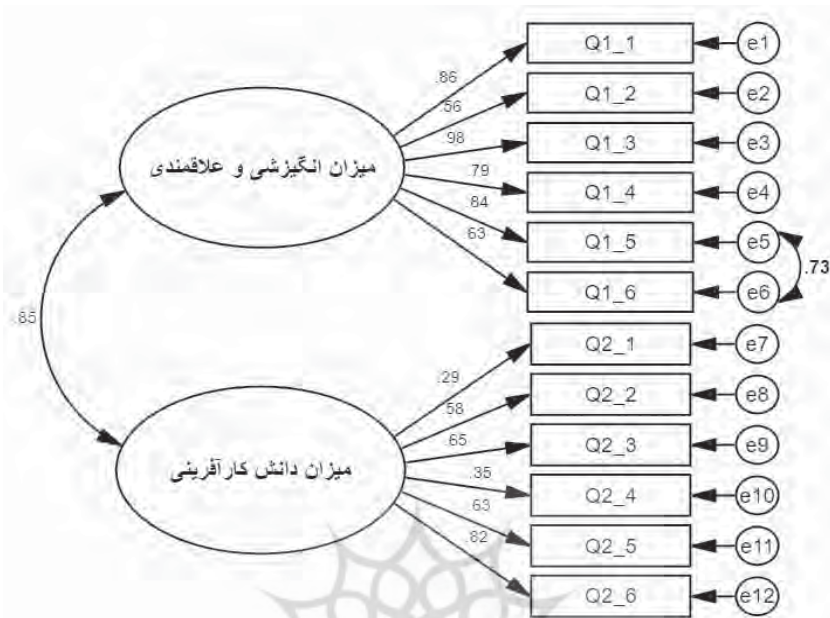 Q1_1
e1
.86
Q1_2
e2
.56
Q1_3
e3
.98
میزان انگیزشی و علاقمندی
Q1_4
e4
.79
Q1_5
e5
.84
.73
Q1_6
e6
.63
.85
Q2_1
e7
.29
Q2_2
e8
.58
Q2_3
e9
.65
میزان دانش کارآفرینی
Q2_4
e10
.35
Q2_5
e11
.63
Q2_6
e12
.82